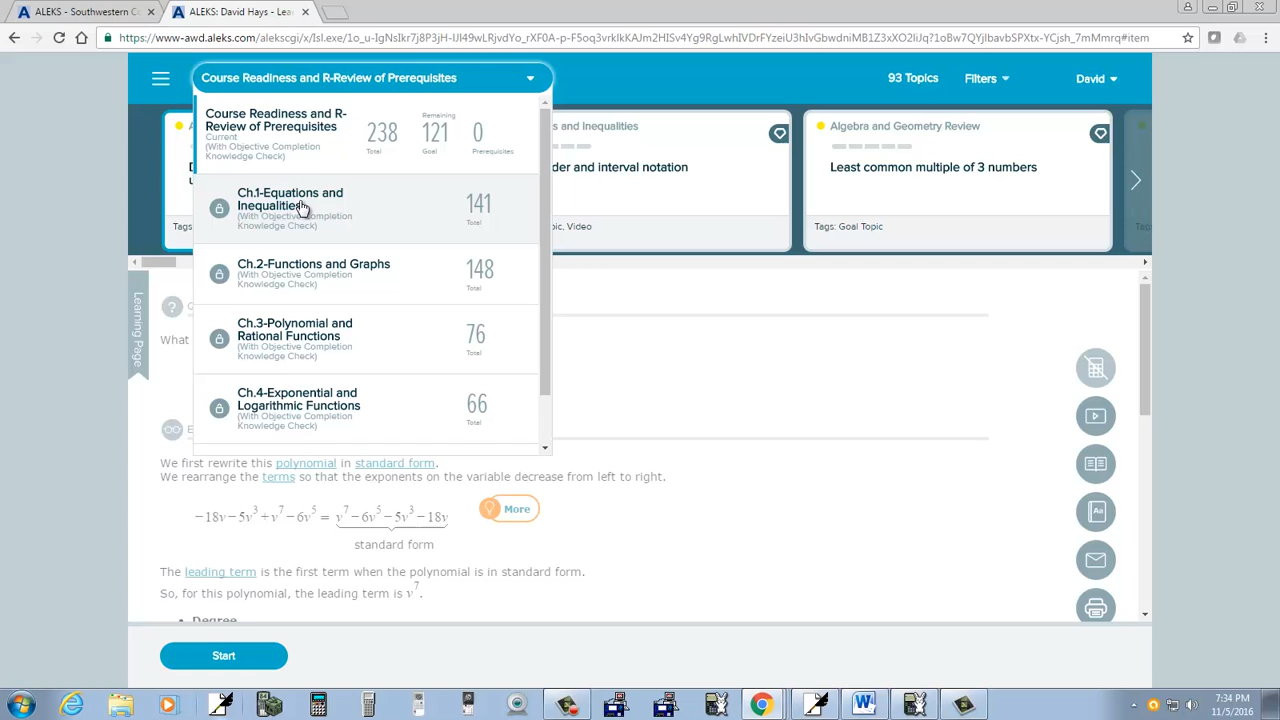 ALEKS - Southwestern C
ALEKS: David Hays - Lea
https://www-awd.aleks.com/alekscgi/x/Isl.exe/
Course Readiness and R-Review of Prerequisites
93 Topics
Filters
David
Course Readiness and R-
Review of Prerequisites
Current
(With Objective Completion
Knowledge Check)
238
Total
Remaining
121
Goal
0
Prerequisites
Ch.1-Equations and
Inequalities
(With Objective Completion
Knowledge Check)
141
Total
Ch.2-Functions and Graphs
(With Objective Completion
Knowledge Check)
148
Total
Ch.3-Polynomial and
Rational Functions
(With Objective Completion
Knowledge Check)
76
Total
Ch.4-Exponential and
Logarithmic Functions
(With Objective Completion
Knowledge Check)
66
Total
s and Inequalities
der and interval notation
ic, Video
Algebra and Geometry Review
Least common multiple of 3 numbers
Tags: Goal Topic
Tags:
Learning Page
What
We first rewrite this polynomial in standard form.
We rearrange the terms so that the exponents on the variable decrease from left to right.
−18v−5v³+v⁷−6v⁵ = v⁷−6v⁵−5v³−18v
standard form
More
The leading term is the first term when the polynomial is in standard form.
So, for this polynomial, the leading term is v⁷.
• Degree
Start
7:34 PM
11/5/2016